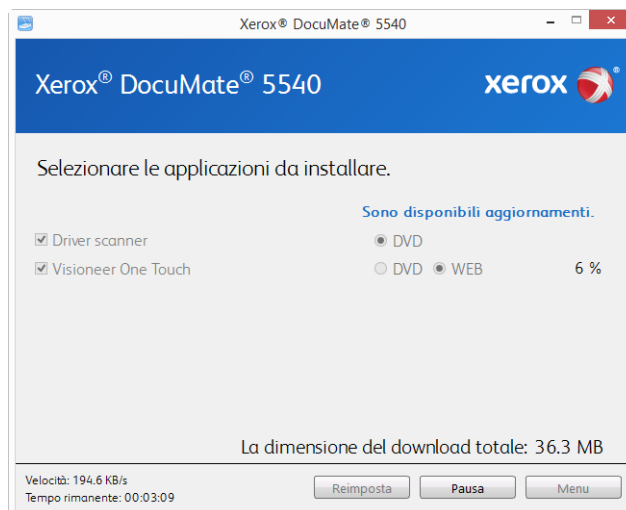 Xerox® DocuMate® 5540
Xerox® DocuMate® 5540
xerox ®
Selezionare le applicazioni da installare.
Sono disponibili aggiornamenti.
Driver scanner DVD
Visioneer One Touch DVD WEB 6 %
La dimensione del download totale: 36.3 MB
Velocità: 194.6 KB/s
Tempo rimanente: 00:03:09
Reimposta Pausa Menu